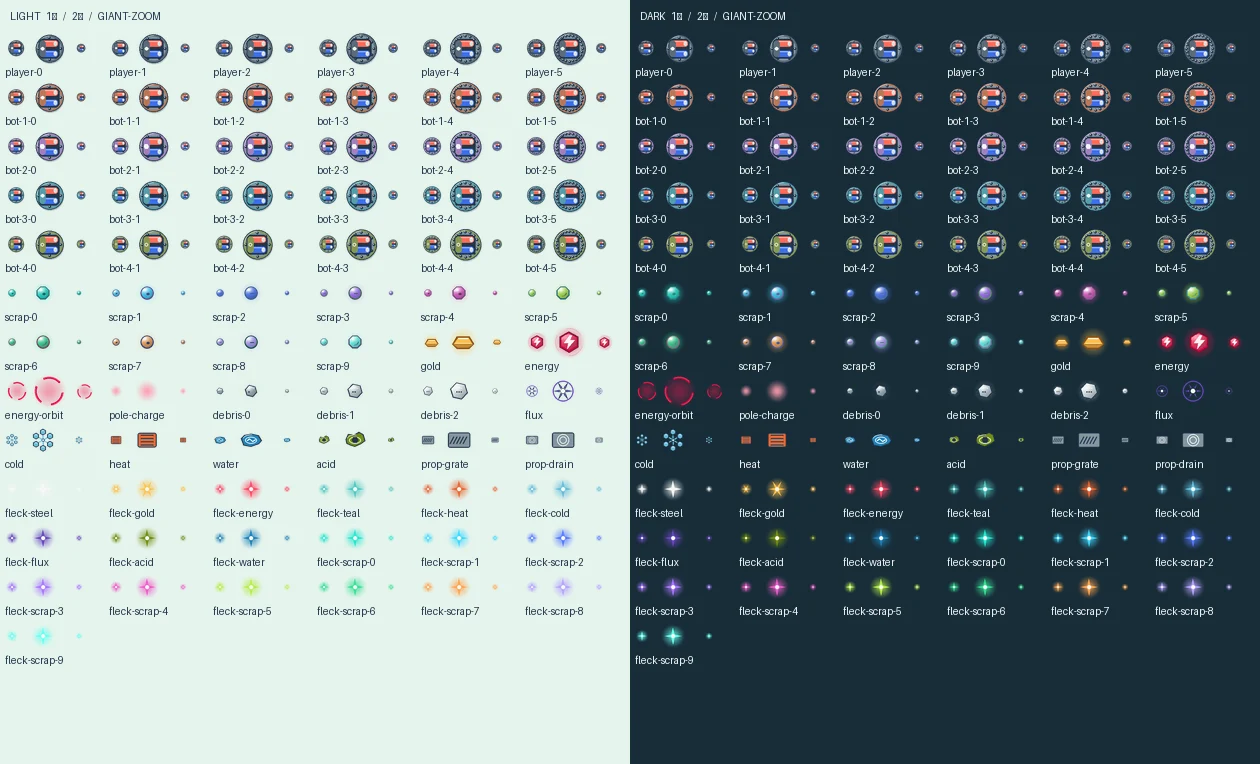 LIGHT 1 / 2 / GIANT-ZOOM
player-0 player-1 player-2 player-3 player-4 player-5
bot-1-0 bot-1-1 bot-1-2 bot-1-3 bot-1-4 bot-1-5
bot-2-0 bot-2-1 bot-2-2 bot-2-3 bot-2-4 bot-2-5
bot-3-0 bot-3-1 bot-3-2 bot-3-3 bot-3-4 bot-3-5
bot-4-0 bot-4-1 bot-4-2 bot-4-3 bot-4-4 bot-4-5
scrap-0 scrap-1 scrap-2 scrap-3 scrap-4 scrap-5
scrap-6 scrap-7 scrap-8 scrap-9 gold energy
energy-orbit pole-charge debris-0 debris-1 debris-2 flux
cold heat water acid prop-grate prop-drain
fleck-steel fleck-gold fleck-energy fleck-teal fleck-heat fleck-cold
fleck-flux fleck-acid fleck-water fleck-scrap-0 fleck-scrap-1 fleck-scrap-2
fleck-scrap-3 fleck-scrap-4 fleck-scrap-5 fleck-scrap-6 fleck-scrap-7 fleck-scrap-8
fleck-scrap-9
DARK 1 / 2 / GIANT-ZOOM
player-0 player-1 player-2 player-3 player-4 player-5
bot-1-0 bot-1-1 bot-1-2 bot-1-3 bot-1-4 bot-1-5
bot-2-0 bot-2-1 bot-2-2 bot-2-3 bot-2-4 bot-2-5
bot-3-0 bot-3-1 bot-3-2 bot-3-3 bot-3-4 bot-3-5
bot-4-0 bot-4-1 bot-4-2 bot-4-3 bot-4-4 bot-4-5
scrap-0 scrap-1 scrap-2 scrap-3 scrap-4 scrap-5
scrap-6 scrap-7 scrap-8 scrap-9 gold energy
energy-orbit pole-charge debris-0 debris-1 debris-2 flux
cold heat water acid prop-grate prop-drain
fleck-steel fleck-gold fleck-energy fleck-teal fleck-heat fleck-cold
fleck-flux fleck-acid fleck-water fleck-scrap-0 fleck-scrap-1 fleck-scrap-2
fleck-scrap-3 fleck-scrap-4 fleck-scrap-5 fleck-scrap-6 fleck-scrap-7 fleck-scrap-8
fleck-scrap-9